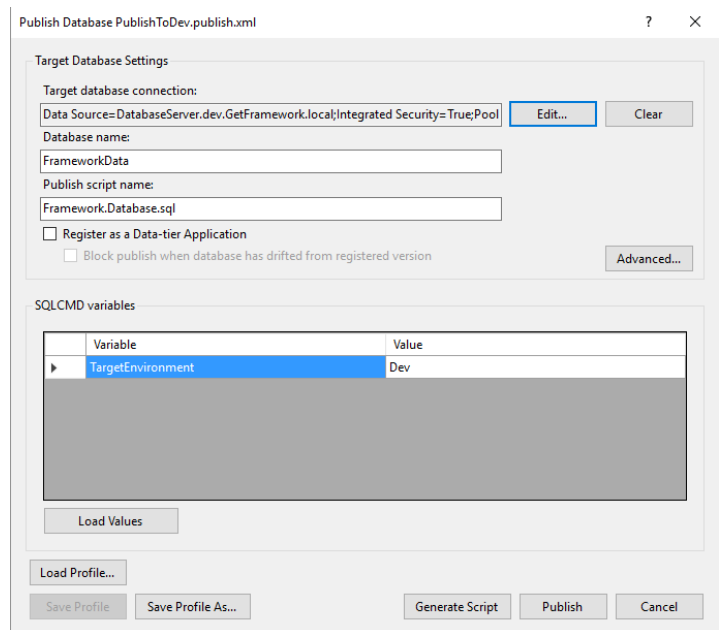 Publish Database PublishToDev.publish.xml ? ×
Target Database Settings
Target database connection:
Data Source=DatabaseServer.dev.GetFramework.local;Integrated Security=True;Pool Edit... Clear
Database name:
FrameworkData
Publish script name:
Framework.Database.sql
Register as a Data-tier Application
Block publish when database has drifted from registered version Advanced...
SQLCMD variables
Variable Value
TargetEnvironment Dev
Load Values
Load Profile...
Save Profile Save Profile As... Generate Script Publish Cancel